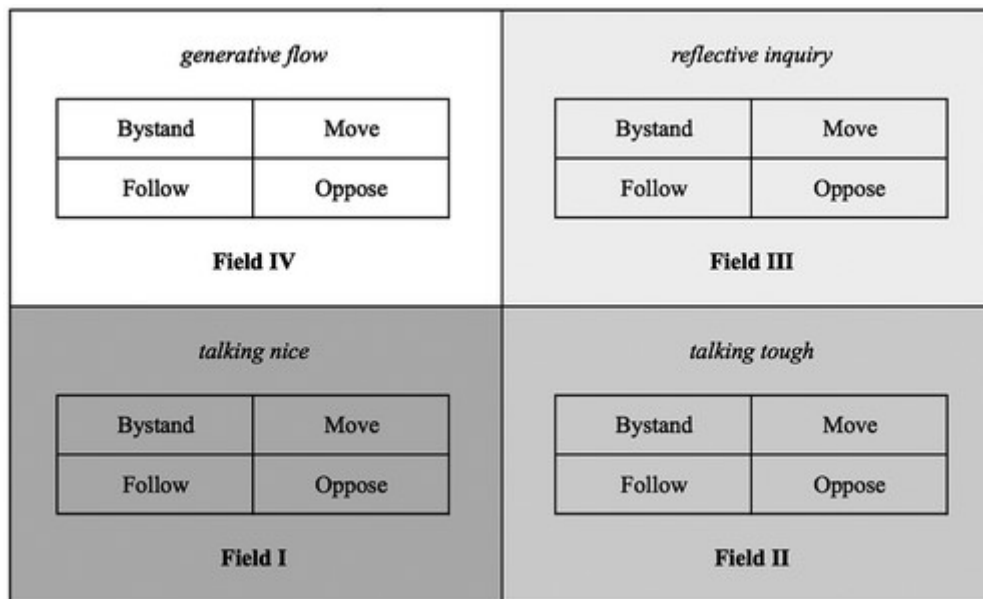 generative flow
Bystand Move
Follow Oppose
Field IV
reflective inquiry
Bystand Move
Follow Oppose
Field III
talking nice
Bystand Move
Follow Oppose
Field I
talking tough
Bystand Move
Follow Oppose
Field II